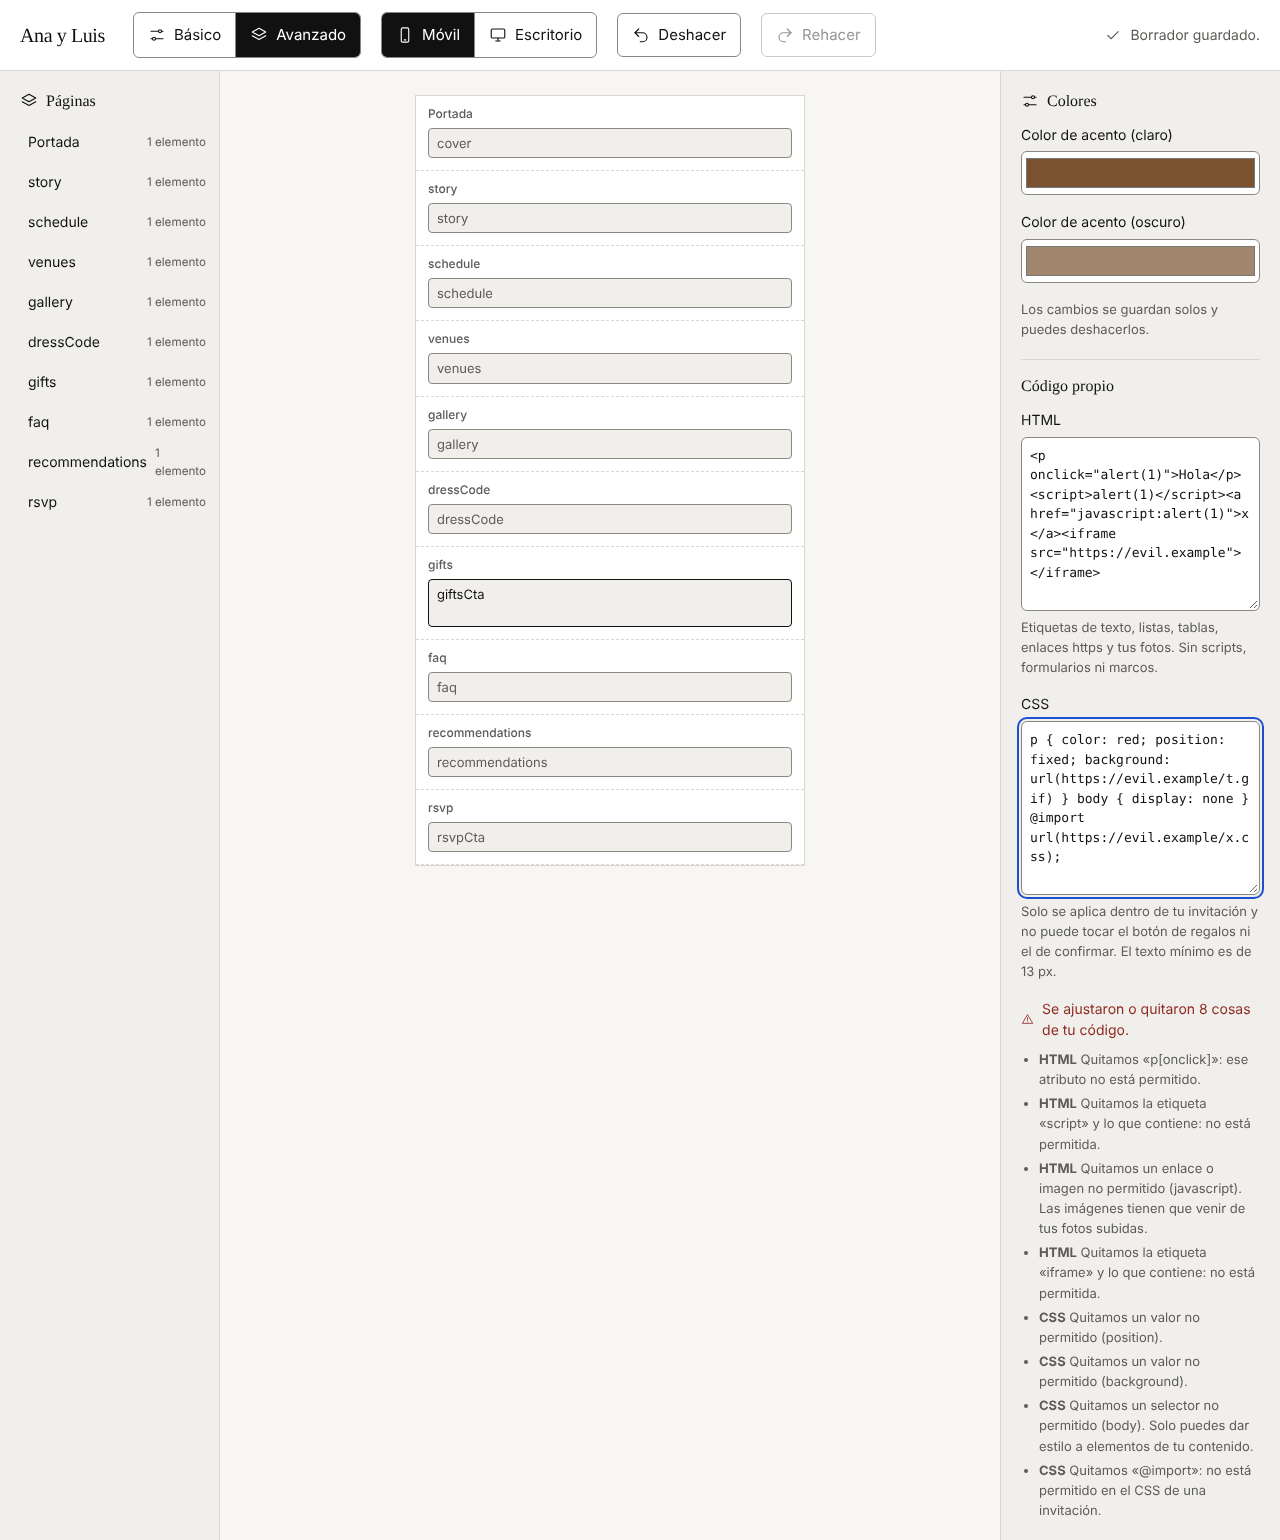 Ana y Luis
Básico
Avanzado
Móvil
Escritorio
Deshacer
Rehacer
Borrador guardado.
Páginas
Portada 1 elemento
story 1 elemento
schedule 1 elemento
venues 1 elemento
gallery 1 elemento
dressCode 1 elemento
gifts 1 elemento
faq 1 elemento
recommendations 1
elemento
rsvp 1 elemento
Portada
cover
story
story
schedule
schedule
venues
venues
gallery
gallery
dressCode
dressCode
gifts
giftsCta
faq
faq
recommendations
recommendations
rsvp
rsvpCta
Colores
Color de acento (claro)
Color de acento (oscuro)
Los cambios se guardan solos y
puedes deshacerlos.
Código propio
HTML
<p
onclick="alert(1)">Hola</p>
<script>alert(1)</script><a
href="javascript:alert(1)">x
</a><iframe
src="https://evil.example">
</iframe>
Etiquetas de texto, listas, tablas,
enlaces https y tus fotos. Sin scripts,
formularios ni marcos.
CSS
p { color: red; position:
fixed; background:
url(https://evil.example/t.g
if) } body { display: none }
@import
url(https://evil.example/x.c
ss);
Solo se aplica dentro de tu invitación y
no puede tocar el botón de regalos ni
el de confirmar. El texto mínimo es de
13 px.
Se ajustaron o quitaron 8 cosas
de tu código.
• HTML Quitamos «p[onclick]»: ese
atributo no está permitido.
• HTML Quitamos la etiqueta
«script» y lo que contiene: no está
permitida.
• HTML Quitamos un enlace o
imagen no permitido (javascript).
Las imágenes tienen que venir de
tus fotos subidas.
• HTML Quitamos la etiqueta
«iframe» y lo que contiene: no está
permitida.
• CSS Quitamos un valor no
permitido (position).
• CSS Quitamos un valor no
permitido (background).
• CSS Quitamos un selector no
permitido (body). Solo puedes dar
estilo a elementos de tu contenido.
• CSS Quitamos «@import»: no está
permitido en el CSS de una
invitación.